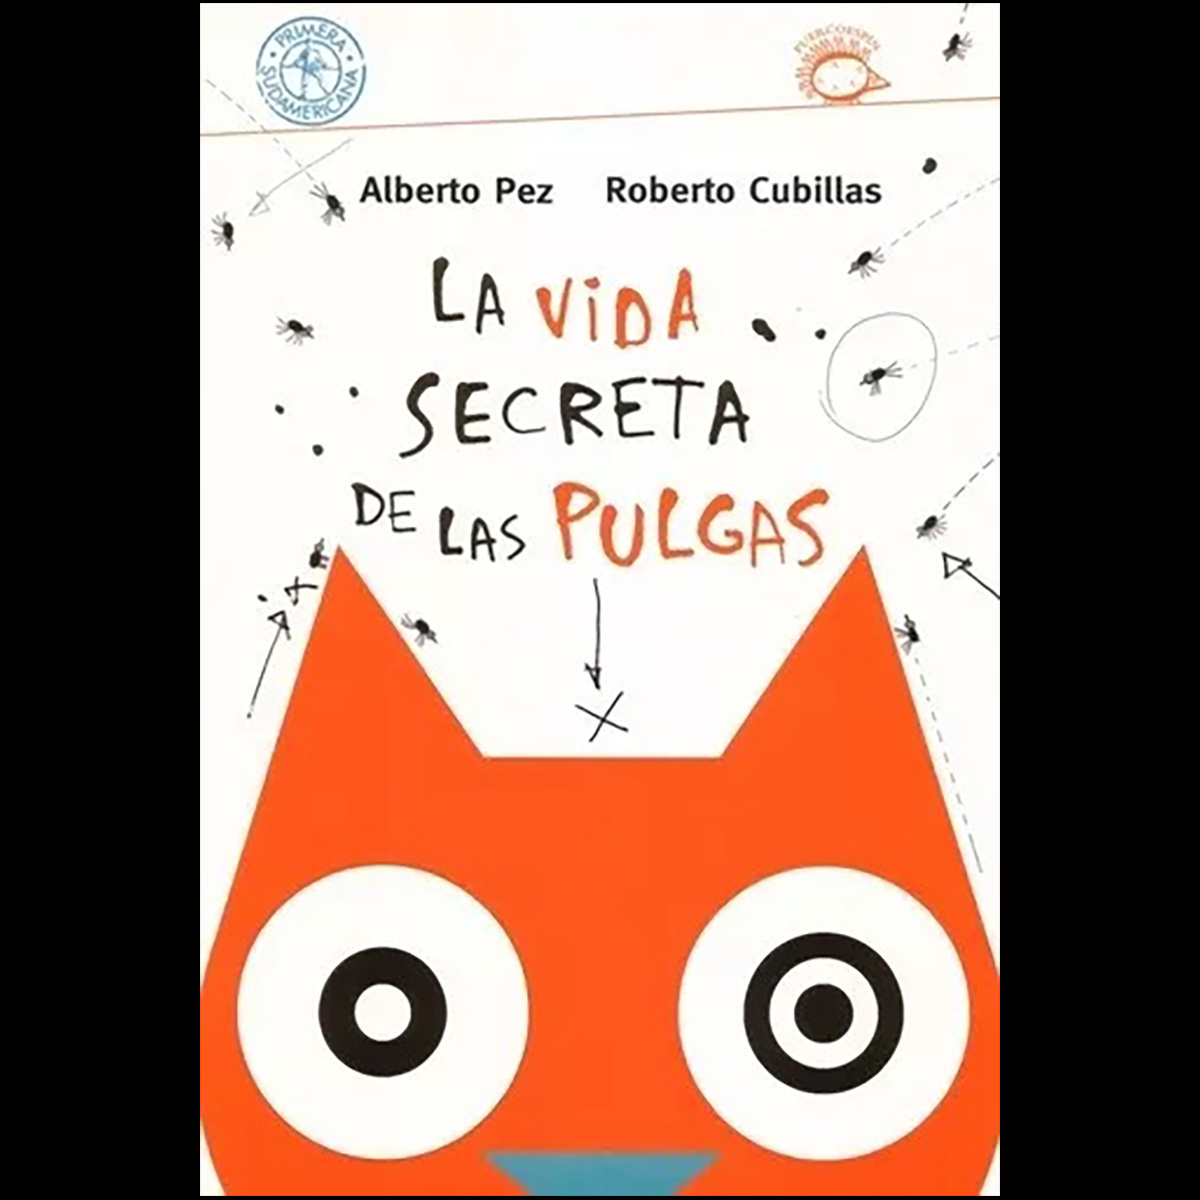 PRIMERA
SUDAMERICANA
PUERCOESPÍN
Alberto Pez Roberto Cubillas
LA ViDA
SECRETA
DE LAS PULGAS